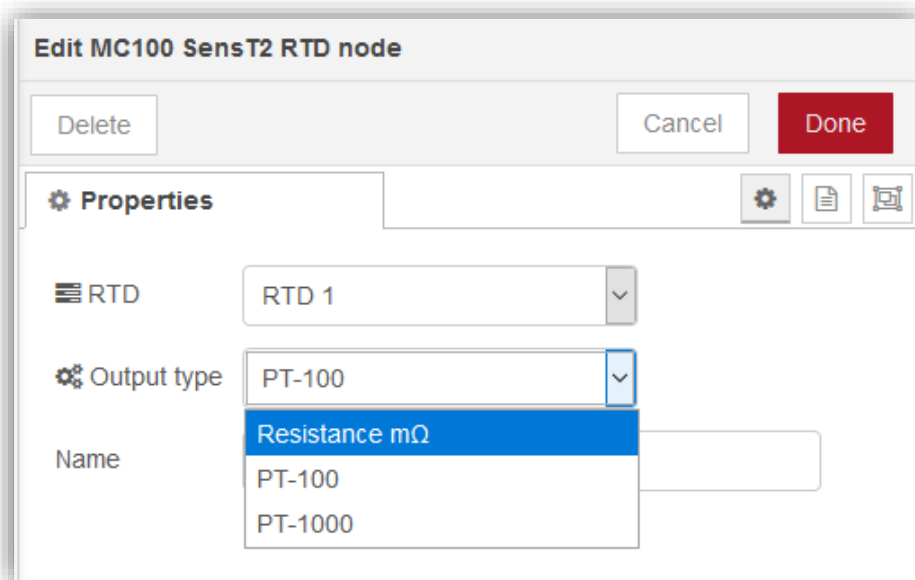 Edit MC100 SensT2 RTD node
Delete
Cancel
Done
Properties
RTD
RTD 1
Output type
PT-100
Resistance mΩ
PT-100
PT-1000
Name